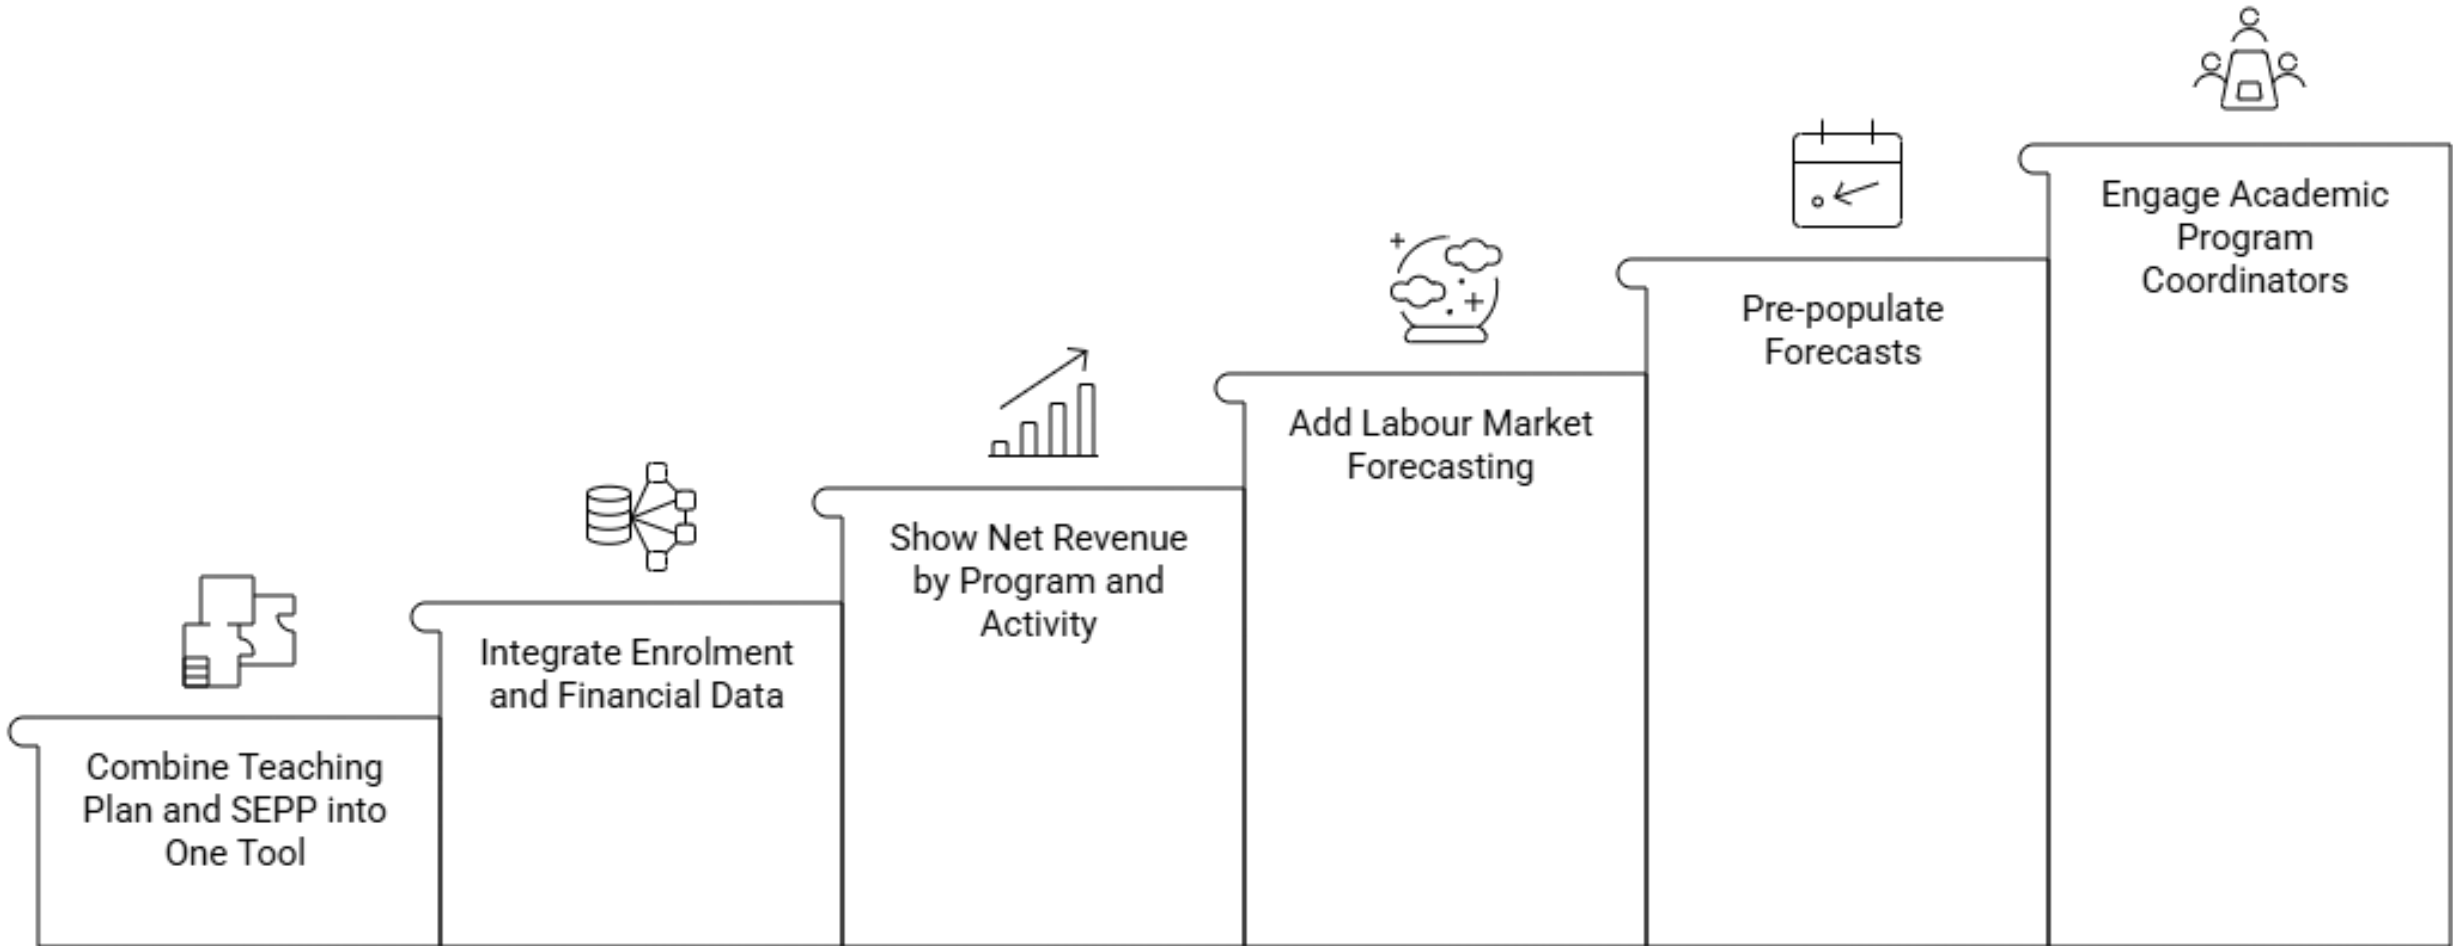 Combine Teaching
Plan and SEPP into
One Tool
Integrate Enrolment
and Financial Data
Show Net Revenue
by Program and
Activity
Add Labour Market
Forecasting
Pre-populate
Forecasts
Engage Academic
Program
Coordinators